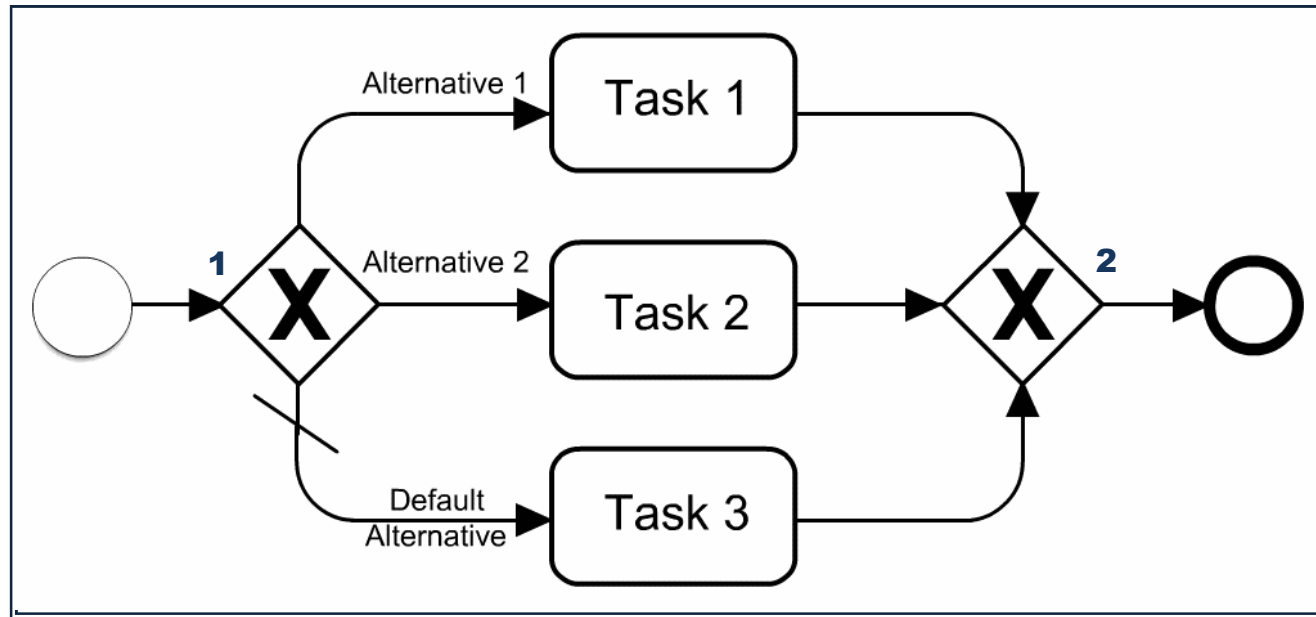 Alternative 1
Task 1
1
X
Alternative 2
Task 2
X
2
Default
Alternative
Task 3